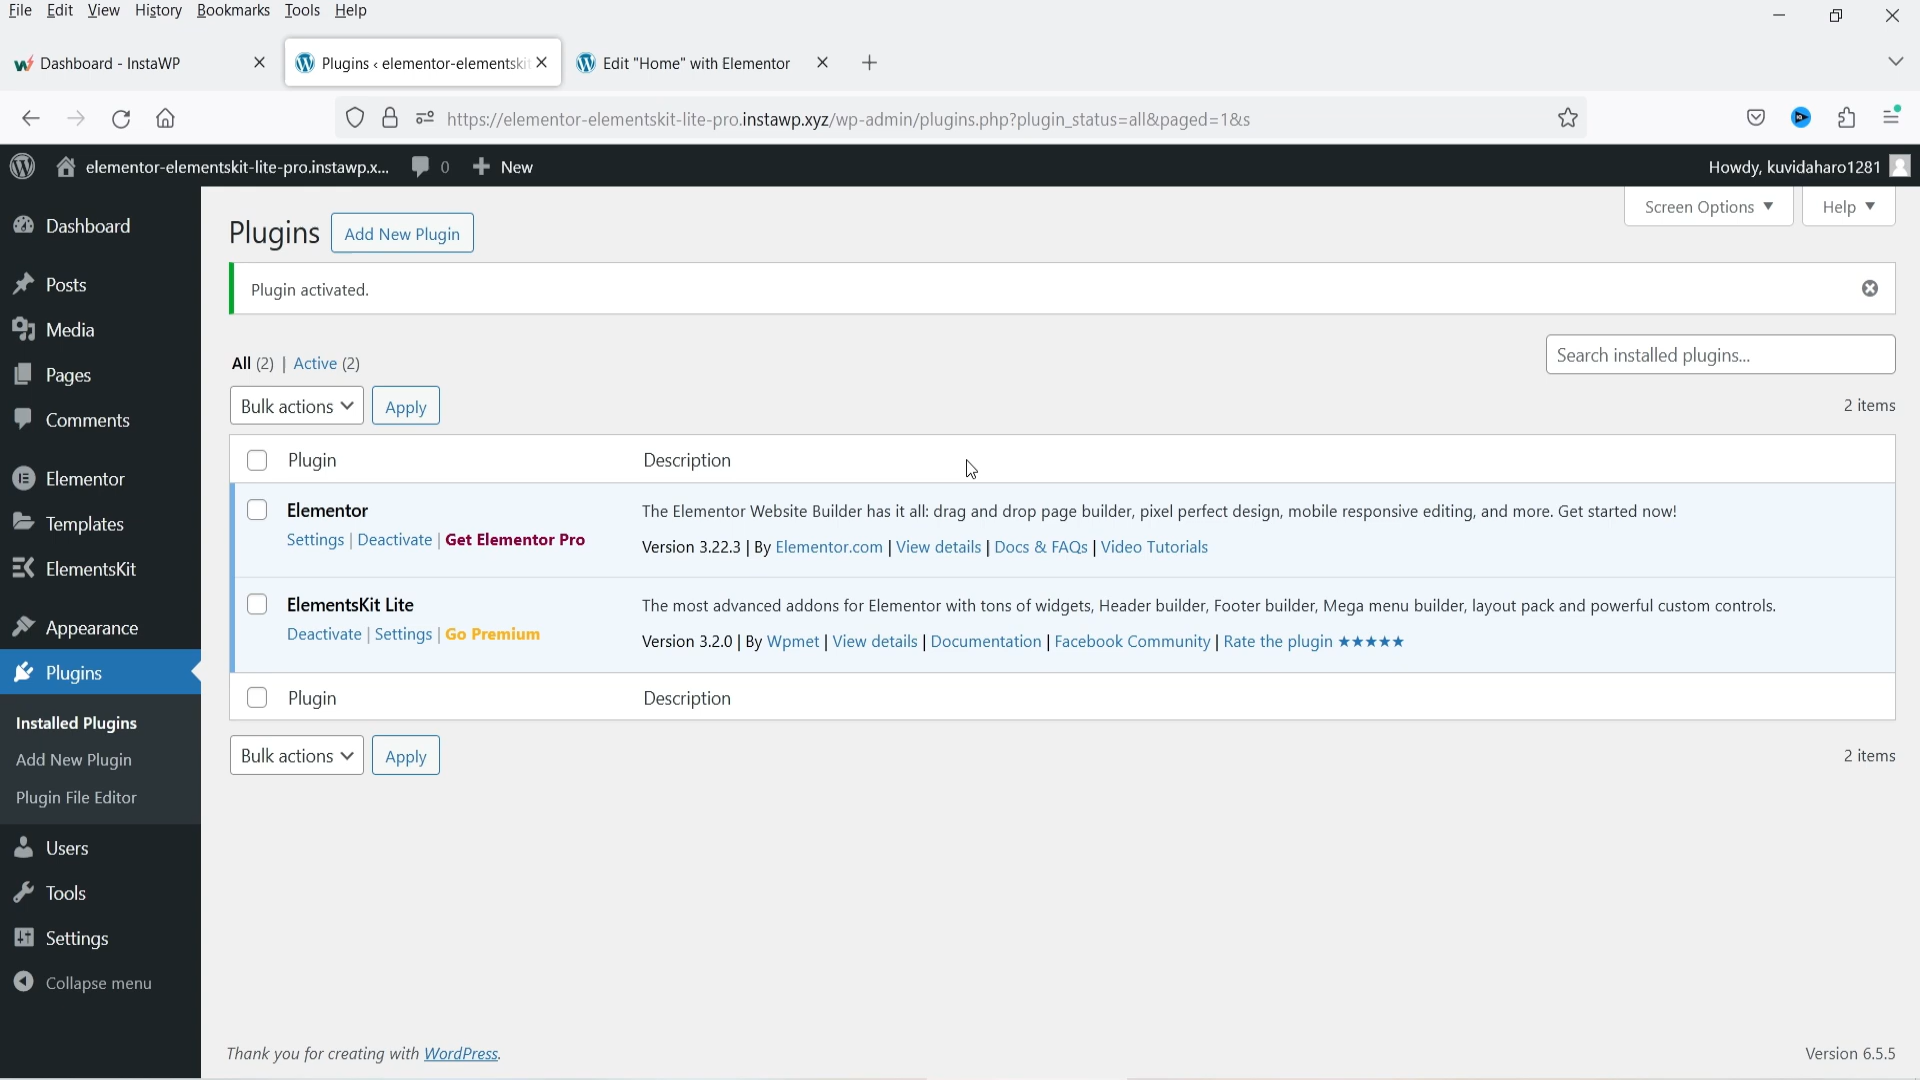 File Edit View History Bookmarks Tools Help
Dashboard - InstaWP
Plugins ‹ elementor-elementskit
Edit "Home" with Elementor
https://elementor-elementskit-lite-pro.instawp.xyz/wp-admin/plugins.php?plugin_status=all&paged=1&s
elementor-elementskit-lite-pro.instawp.x... 0 New Howdy, kuvidaharo1281
Dashboard
Posts
Media
Pages
Comments
Elementor
Templates
ElementsKit
Appearance
Plugins
Installed Plugins
Add New Plugin
Plugin File Editor
Users
Tools
Settings
Collapse menu
Screen Options Help
Plugins Add New Plugin
Plugin activated.
All (2) | Active (2)
Search installed plugins...
Bulk actions Apply 2 items
Plugin Description
Elementor
Settings | Deactivate | Get Elementor Pro
The Elementor Website Builder has it all: drag and drop page builder, pixel perfect design, mobile responsive editing, and more. Get started now!
Version 3.22.3 | By Elementor.com | View details | Docs & FAQs | Video Tutorials
ElementsKit Lite
Deactivate | Settings | Go Premium
The most advanced addons for Elementor with tons of widgets, Header builder, Footer builder, Mega menu builder, layout pack and powerful custom controls.
Version 3.2.0 | By Wpmet | View details | Documentation | Facebook Community | Rate the plugin ★★★★★
Plugin Description
Bulk actions Apply 2 items
Thank you for creating with WordPress. Version 6.5.5